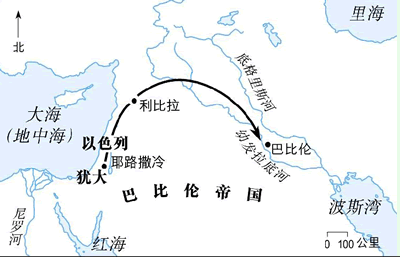 北
里海
底格里斯河
大海
(地中海)
利比拉
以色列
巴比伦
耶路撒冷
幼发拉底河
犹大
巴比伦帝国
波斯湾
尼罗河
红海
0 100 公里